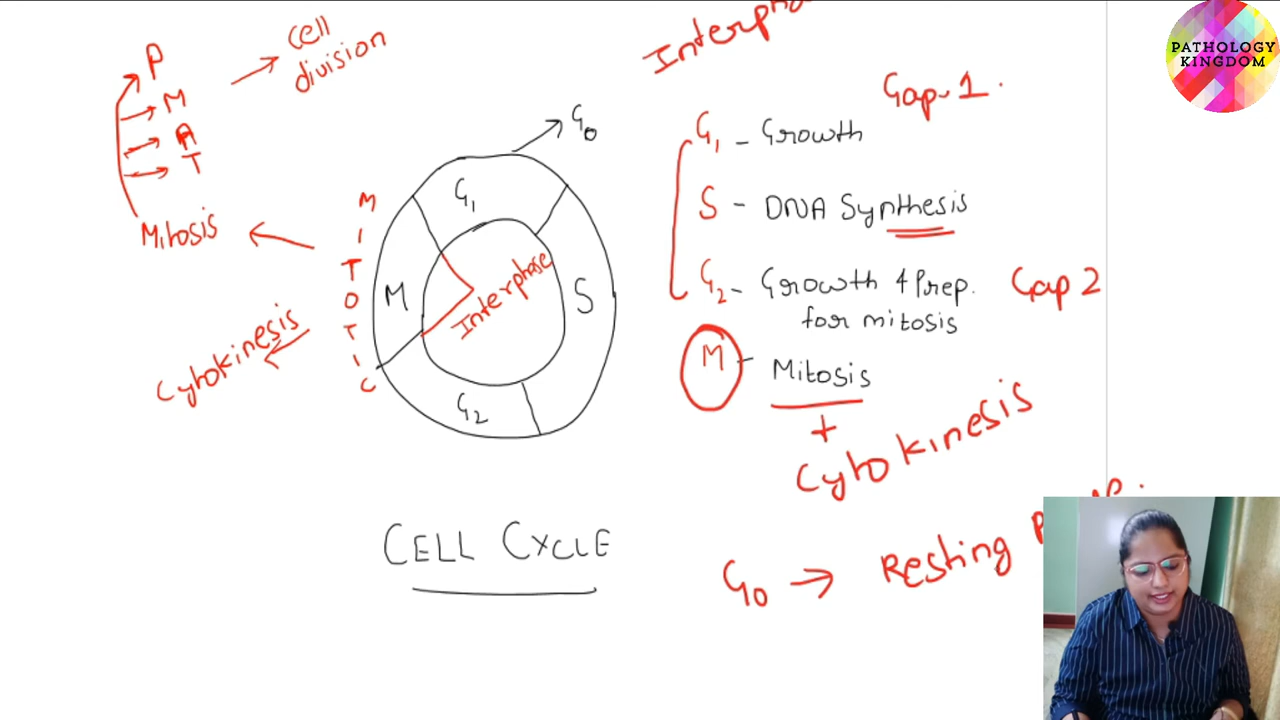 P
M
A
T
Mitosis
cell
division
Cytokinesis
MITOTIC
G0
G1
M
S
G2
Interphase
CELL CYCLE
Gap-1.
G1 - Growth
S - DNA Synthesis
G2 - Growth & Prep.
for mitosis
Gap 2
M - Mitosis
+
Cytokinesis
G0 → Resting
PATHOLOGY
KINGDOM